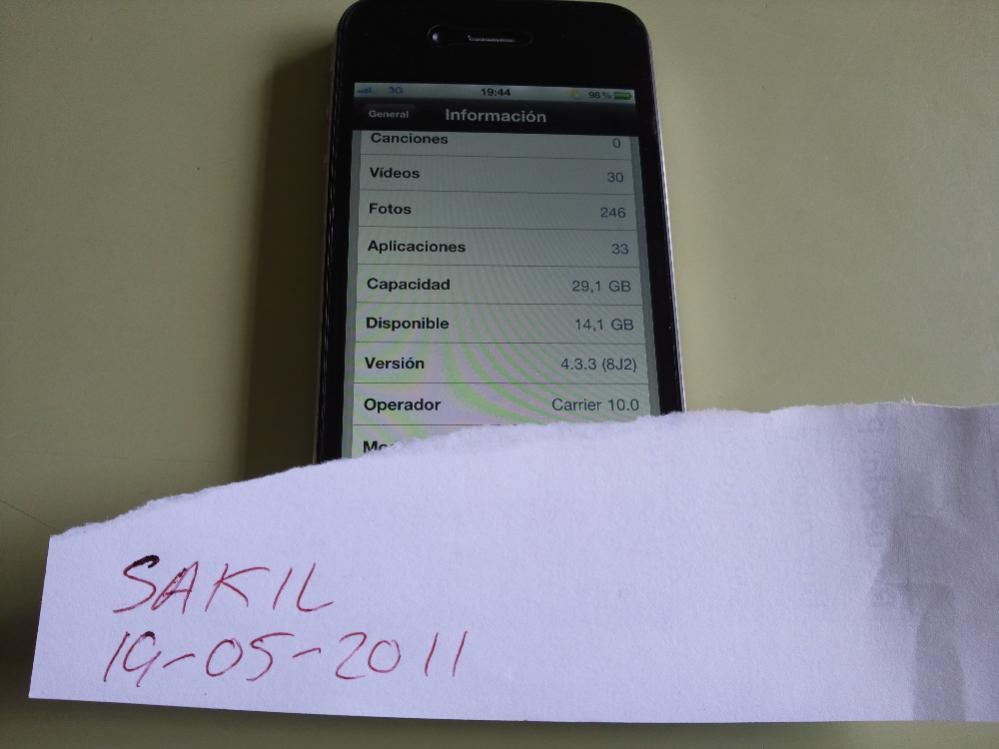 3G 19:44 98 %
General Información
Canciones 0
Vídeos 30
Fotos 246
Aplicaciones 33
Capacidad 29,1 GB
Disponible 14,1 GB
Versión 4.3.3 (8J2)
Operador Carrier 10.0
SAKIL
19-05-2011